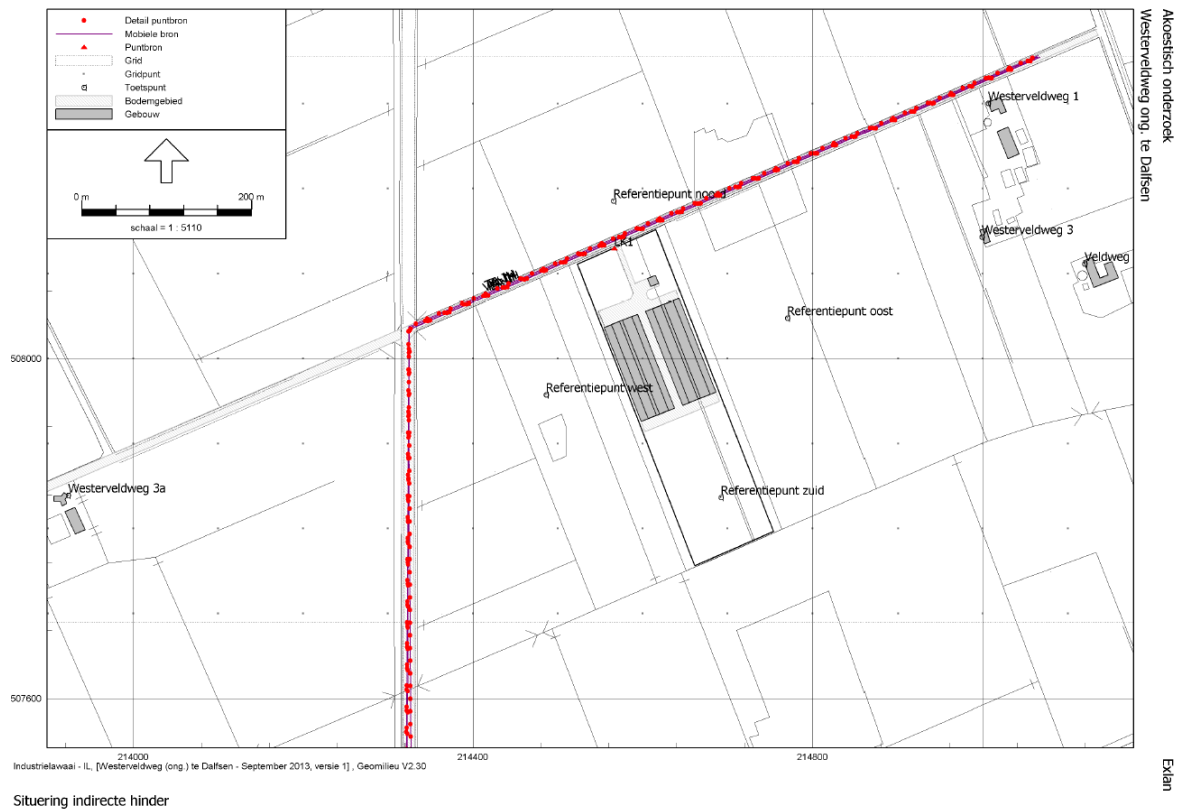 Detail puntbron
Mobiele bron
Puntbron
Grid
Gridpunt
Toetspunt
Bodemgebied
Gebouw
0 m
200 m
schaal = 1 : 5110
Akoestisch onderzoek
Westerveldweg ong. te Dalfsen
Westerveldweg 1
Referentiepunt noord
Westerveldweg 3
Veldweg
Referentiepunt oost
508000
Referentiepunt west
Westerveldweg 3a
Referentiepunt zuid
507600
214000
214400
214800
Industrielawaai - IL, [Westerveldweg (ong.) te Dalfsen - September 2013, versie 1] , Geomilieu V2.30
Exlan
Situering indirecte hinder